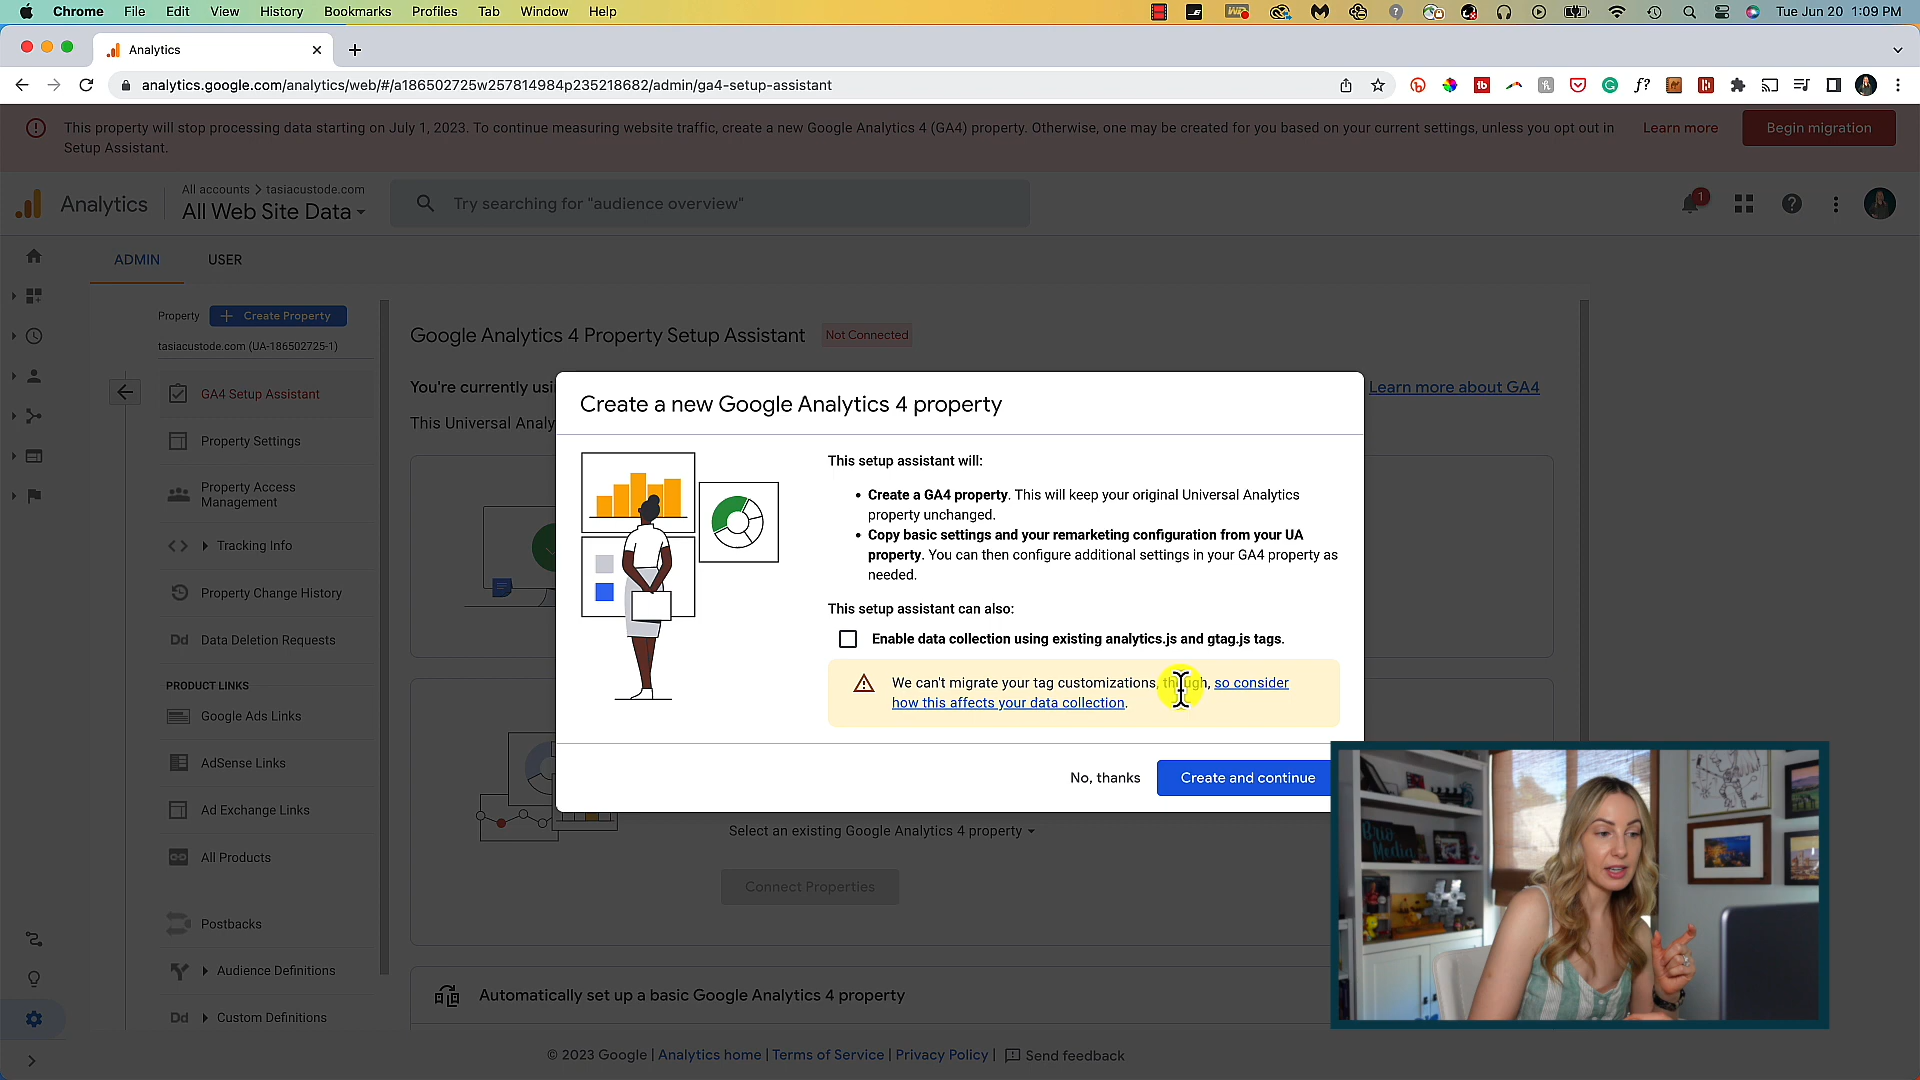 Chrome File Edit View History Bookmarks Profiles Tab Window Help Tue Jun 20 1:09 PM
Analytics
analytics.google.com/analytics/web/#/a186502725w257814984p235218682/admin/ga4-setup-assistant
This property will stop processing data starting on July 1, 2023. To continue measuring website traffic, create a new Google Analytics 4 (GA4) property. Otherwise, one may be created for you based on your current settings, unless you opt out in
Setup Assistant.
Learn more
Begin migration
Analytics
All accounts > tasiacustode.com
All Web Site Data
Try searching for "audience overview"
1
ADMIN USER
Property
+ Create Property
tasiacustode.com (UA-186502725-1)
GA4 Setup Assistant
Property Settings
Property Access
Management
Tracking Info
Property Change History
Dd Data Deletion Requests
PRODUCT LINKS
Google Ads Links
AdSense Links
Ad Exchange Links
All Products
Postbacks
Audience Definitions
Dd Custom Definitions
Google Analytics 4 Property Setup Assistant Not Connected
You're currently usi
Learn more about GA4
This Universal Analy
Create a new Google Analytics 4 property
This setup assistant will:
• Create a GA4 property. This will keep your original Universal Analytics
property unchanged.
• Copy basic settings and your remarketing configuration from your UA
property. You can then configure additional settings in your GA4 property as
needed.
This setup assistant can also:
Enable data collection using existing analytics.js and gtag.js tags.
We can't migrate your tag customizations, though, so consider
how this affects your data collection.
No, thanks
Create and continue
Select an existing Google Analytics 4 property
Connect Properties
Automatically set up a basic Google Analytics 4 property
© 2023 Google | Analytics home | Terms of Service | Privacy Policy | Send feedback
Brio
Media